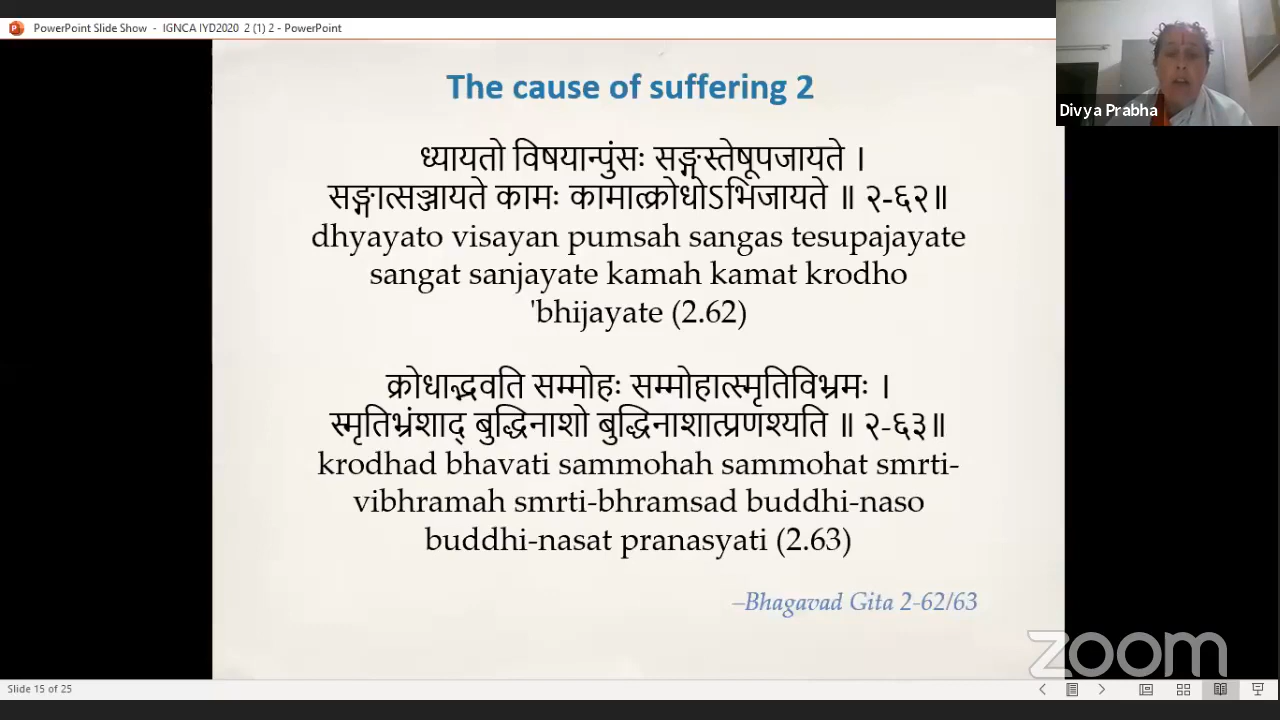 PowerPoint Slide Show - IGNCA IYD2020 2 (1) 2 - PowerPoint
Divya Prabha
The cause of suffering 2
ध्यायतो विषयान्पुंसः सङ्गस्तेषूपजायते ।
सङ्गात्सञ्जायते कामः कामात्क्रोधोऽभिजायते ॥ २-६२॥
dhyayato visayan pumsah sangas tesupajayate
sangat sanjayate kamah kamat krodho
'bhijayate (2.62)
क्रोधाद्भवति सम्मोहः सम्मोहात्स्मृतिविभ्रमः ।
स्मृतिभ्रंशाद् बुद्धिनाशो बुद्धिनाशात्प्रणश्यति ॥ २-६३॥
krodhad bhavati sammohah sammohat smrti-
vibhramah smrti-bhramsad buddhi-naso
buddhi-nasat pranasyati (2.63)
–Bhagavad Gita 2-62/63
zoom
Slide 15 of 25